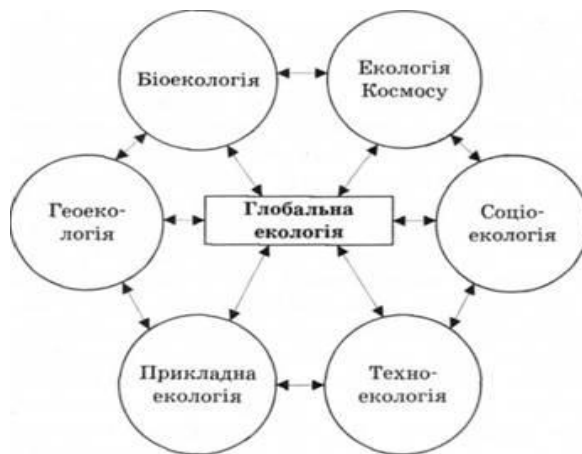 Біоекологія
Екологія
Космосу
Геоеко-
логія
Глобальна
екологія
Соціо-
екологія
Прикладна
екологія
Техно-
екологія